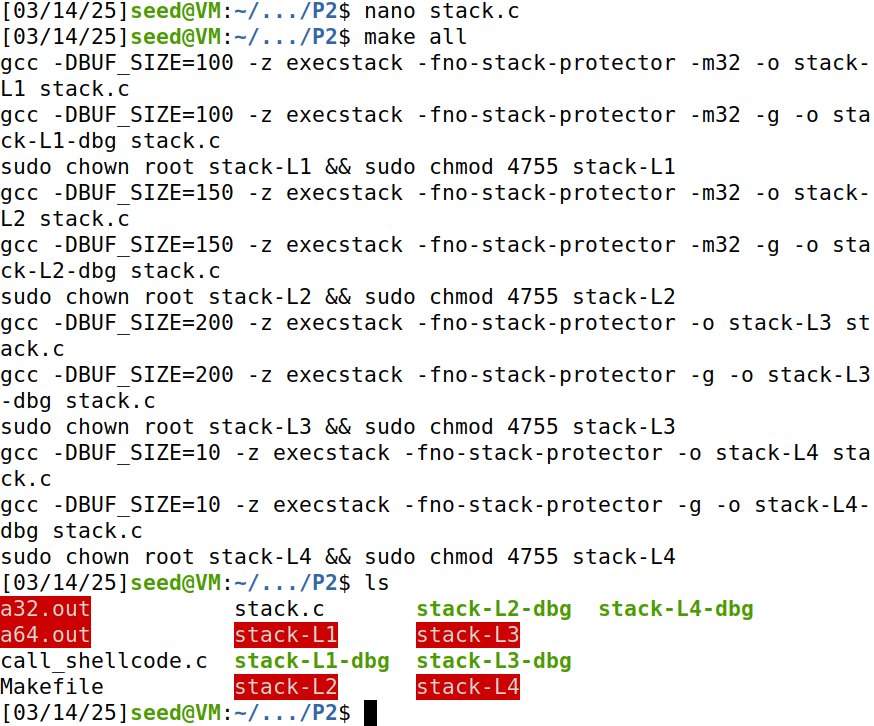 [03/14/25]seed@VM:~/.../P2$ nano stack.c
[03/14/25]seed@VM:~/.../P2$ make all
gcc -DBUF_SIZE=100 -z execstack -fno-stack-protector -m32 -o stack-
L1 stack.c
gcc -DBUF_SIZE=100 -z execstack -fno-stack-protector -m32 -g -o sta
ck-L1-dbg stack.c
sudo chown root stack-L1 && sudo chmod 4755 stack-L1
gcc -DBUF_SIZE=150 -z execstack -fno-stack-protector -m32 -o stack-
L2 stack.c
gcc -DBUF_SIZE=150 -z execstack -fno-stack-protector -m32 -g -o sta
ck-L2-dbg stack.c
sudo chown root stack-L2 && sudo chmod 4755 stack-L2
gcc -DBUF_SIZE=200 -z execstack -fno-stack-protector -o stack-L3 st
ack.c
gcc -DBUF_SIZE=200 -z execstack -fno-stack-protector -g -o stack-L3
-dbg stack.c
sudo chown root stack-L3 && sudo chmod 4755 stack-L3
gcc -DBUF_SIZE=10 -z execstack -fno-stack-protector -o stack-L4 sta
ck.c
gcc -DBUF_SIZE=10 -z execstack -fno-stack-protector -g -o stack-L4-
dbg stack.c
sudo chown root stack-L4 && sudo chmod 4755 stack-L4
[03/14/25]seed@VM:~/.../P2$ ls
a32.out           stack.c       stack-L2-dbg  stack-L4-dbg
a64.out           stack-L1      stack-L3
call_shellcode.c  stack-L1-dbg  stack-L3-dbg
Makefile          stack-L2      stack-L4
[03/14/25]seed@VM:~/.../P2$